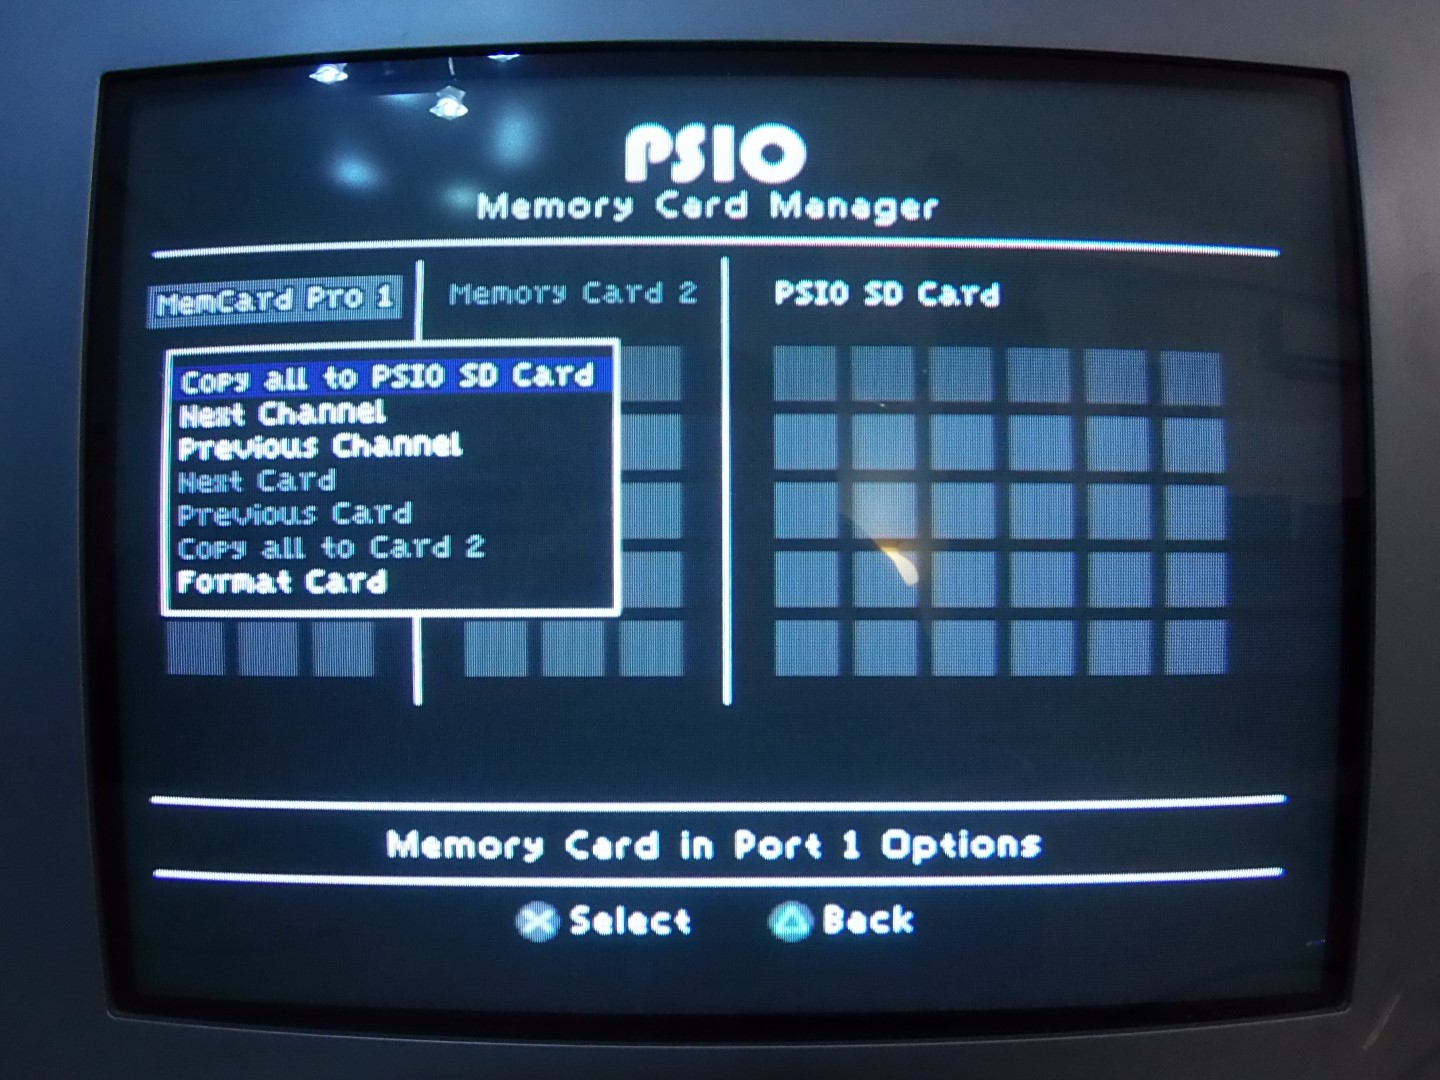 PSIO
Memory Card Manager
MemCard Pro 1
Memory Card 2
PSIO SD Card
Copy all to PSIO SD Card
Next Channel
Previous Channel
Next Card
Previous Card
Copy all to Card 2
Format Card
Memory Card in Port 1 Options
Select
Back